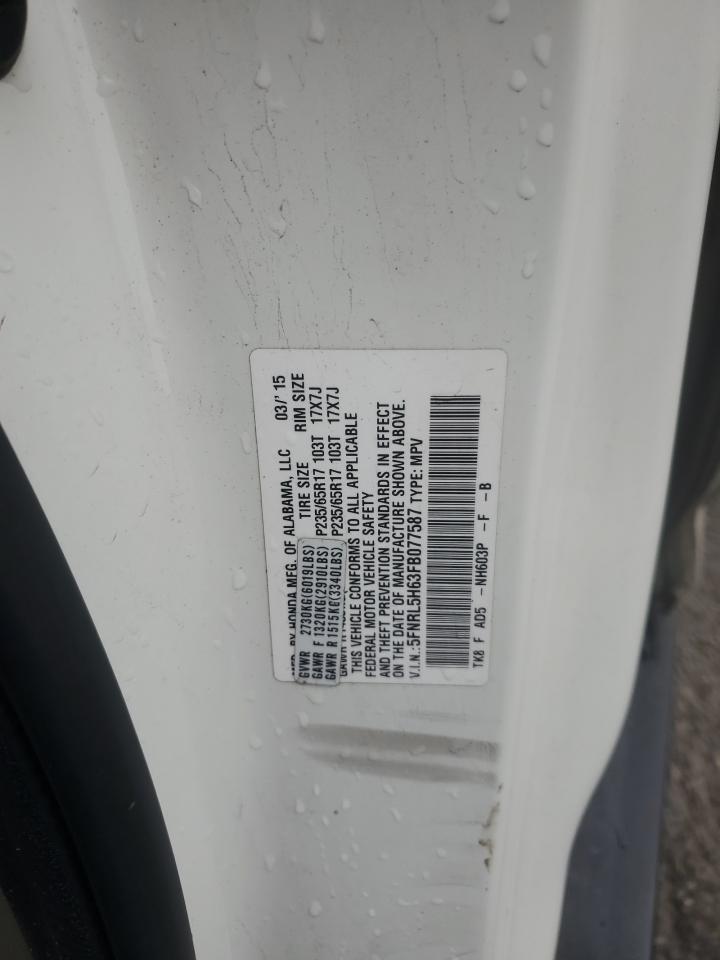 MFD. BY HONDA MFG. OF ALABAMA, LLC 03/'15
TIRE SIZE RIM SIZE
GVWR 2730KG(6019LBS)
GAWR F 1320KG(2910LBS) P235/65R17 103T 17X7J
GAWR R 1515KG(3340LBS) P235/65R17 103T 17X7J
GAWR R
THIS VEHICLE CONFORMS TO ALL APPLICABLE
FEDERAL MOTOR VEHICLE SAFETY
AND THEFT PREVENTION STANDARDS IN EFFECT
ON THE DATE OF MANUFACTURE SHOWN ABOVE.
V.I.N.:5FNRL5H63FB077587 TYPE: MPV
TK8 F AD5 -NH603P -F -B